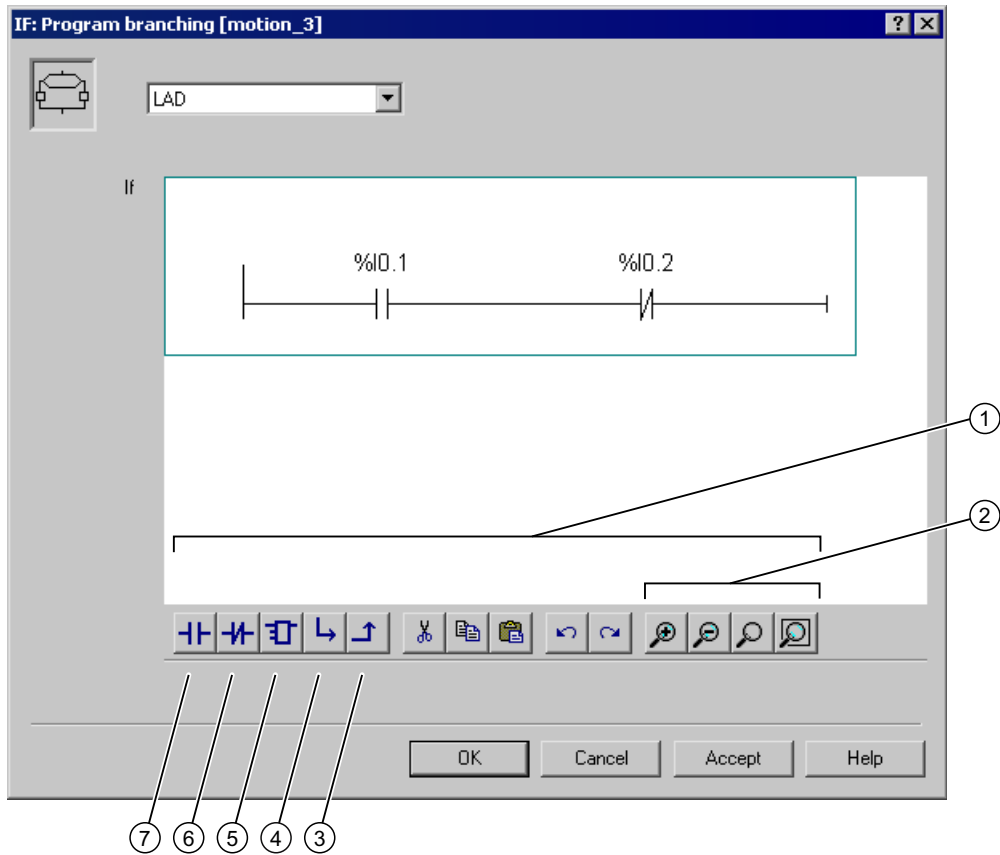 IF: Program branching [motion_3]
LAD
If
%I0.1 %I0.2
1
2
OK Cancel Accept Help
7 6 5 4 3